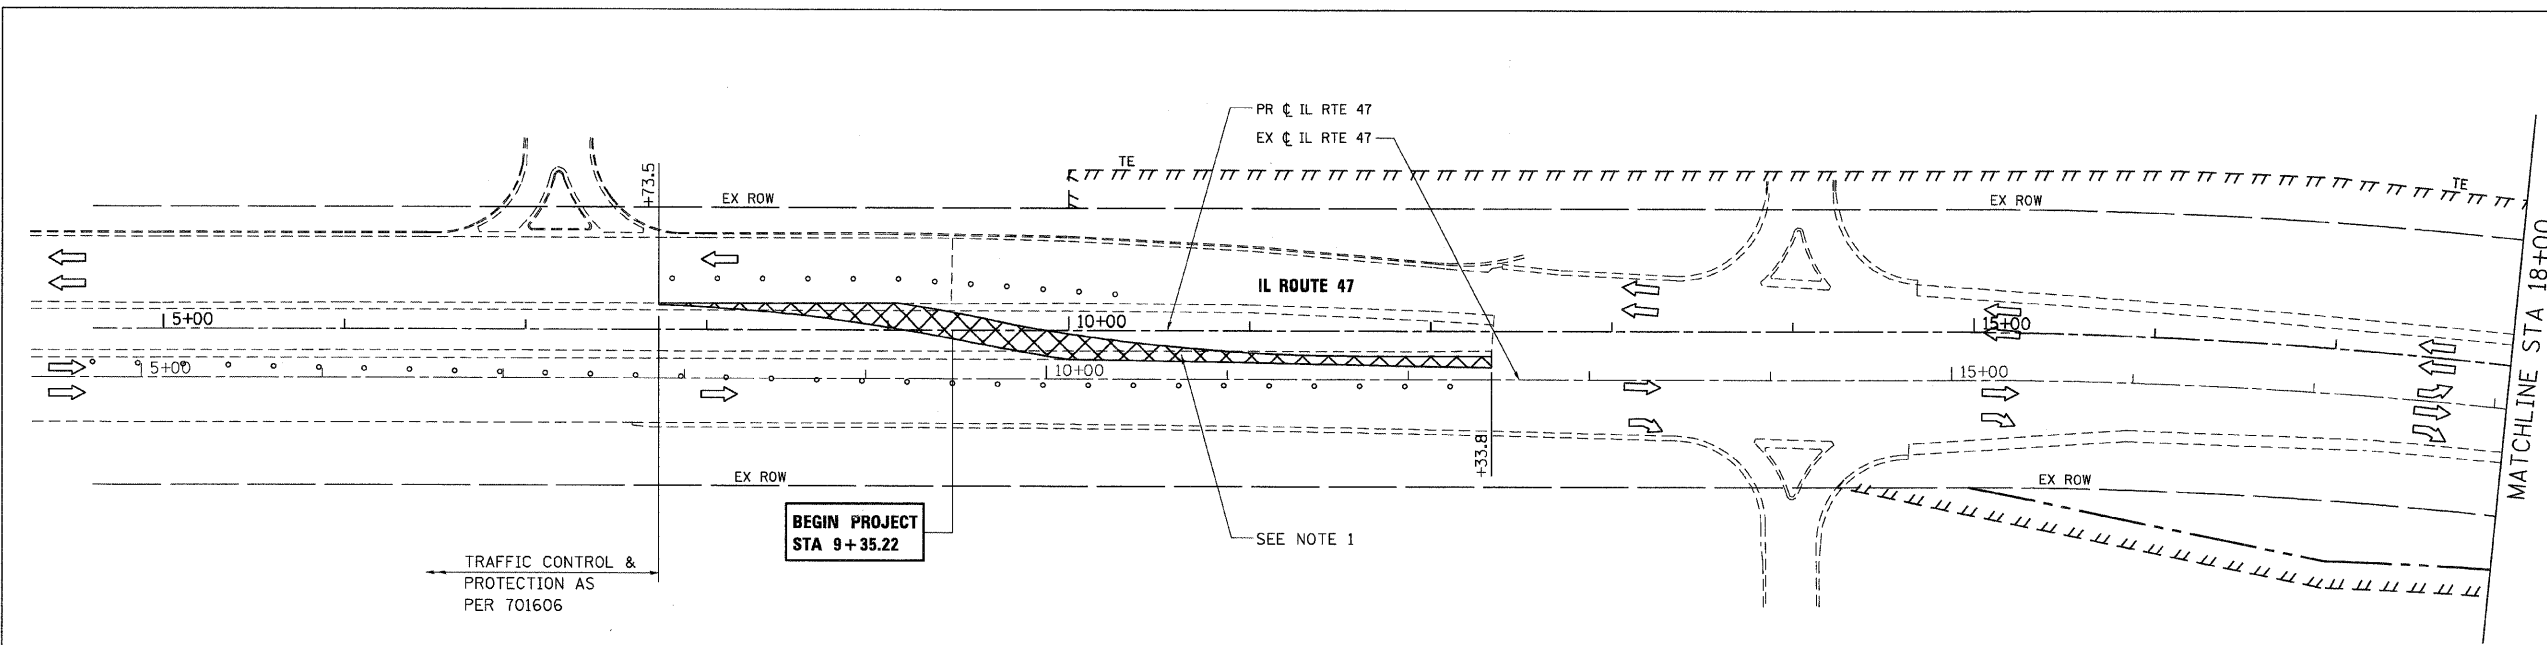 PR ℄ IL RTE 47
EX ℄ IL RTE 47
TE
+73.5
EX ROW
EX ROW
TE
IL ROUTE 47
5+00
10+00
15+00
5+00
10+00
15+00
MATCHLINE STA 18+00
+33.8
EX ROW
EX ROW
BEGIN PROJECT
STA 9+35.22
SEE NOTE 1
TRAFFIC CONTROL &
PROTECTION AS
PER 701606